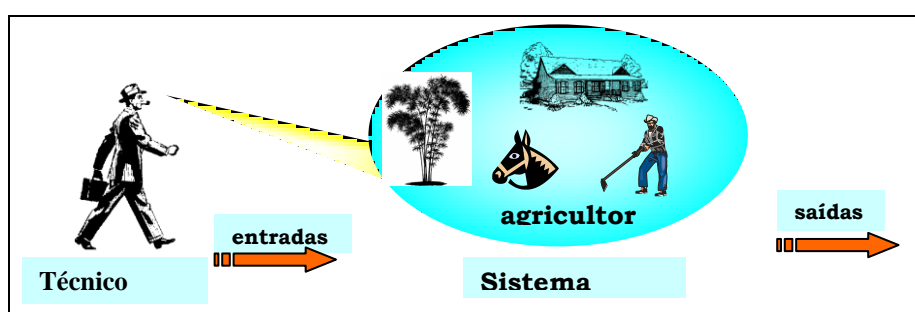 agricultor
saídas
entradas
Técnico
Sistema